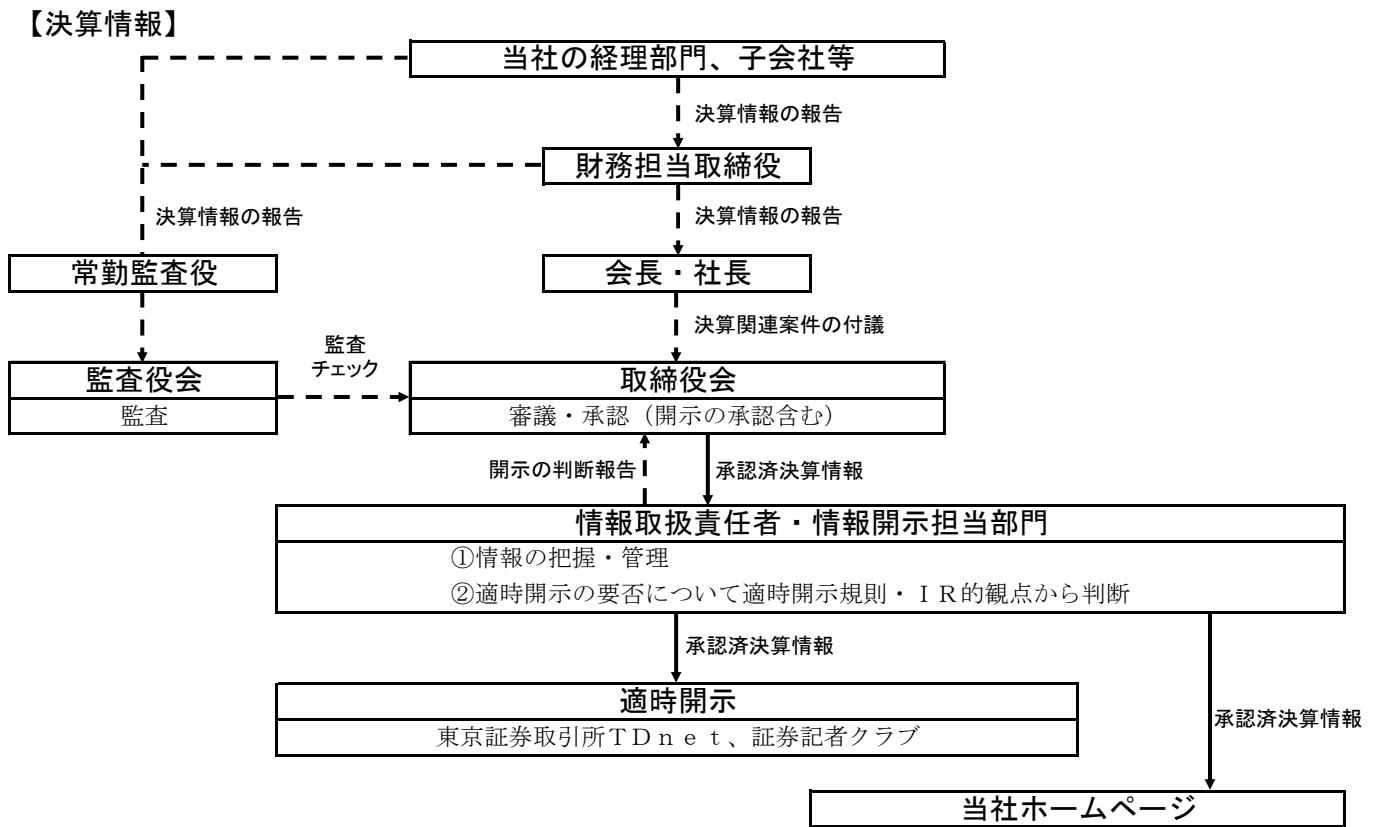 【決算情報】
当社の経理部門、子会社等
決算情報の報告
財務担当取締役
決算情報の報告
決算情報の報告
常勤監査役
会長・社長
決算関連案件の付議
監査
チェック
監査役会
監査
取締役会
審議・承認（開示の承認含む）
開示の判断報告
承認済決算情報
情報取扱責任者・情報開示担当部門
①情報の把握・管理
②適時開示の要否について適時開示規則・ＩＲ的観点から判断
承認済決算情報
適時開示
東京証券取引所ＴＤｎｅｔ、証券記者クラブ
承認済決算情報
当社ホームページ